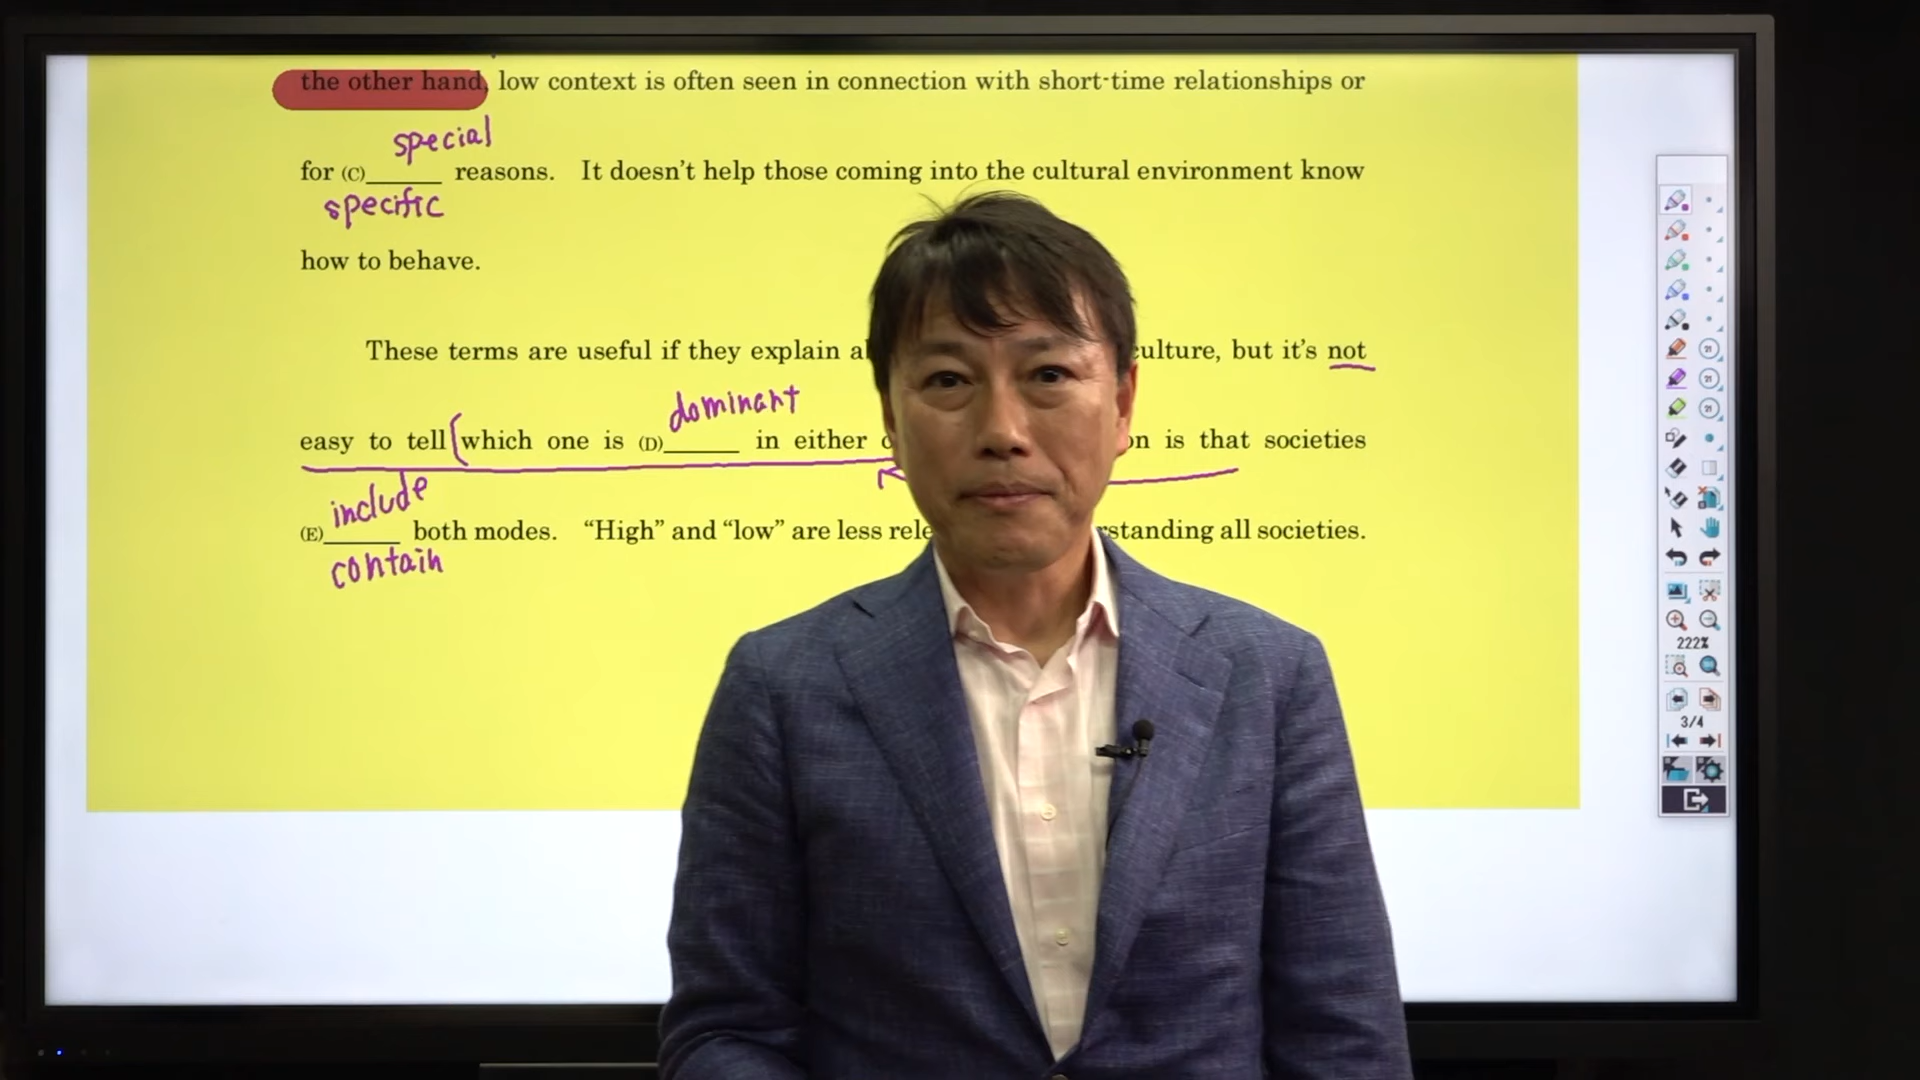 the other hand, low context is often seen in connection with short-time relationships or
special
for (C)______ reasons. It doesn't help those coming into the cultural environment know
specific
how to behave.
These terms are useful if they explain culture, but it's not
dominant
easy to tell (which one is (D)______ in either is that societies
include
(E)______ both modes. “High” and “low” are less all societies.
contain
222%
3/4